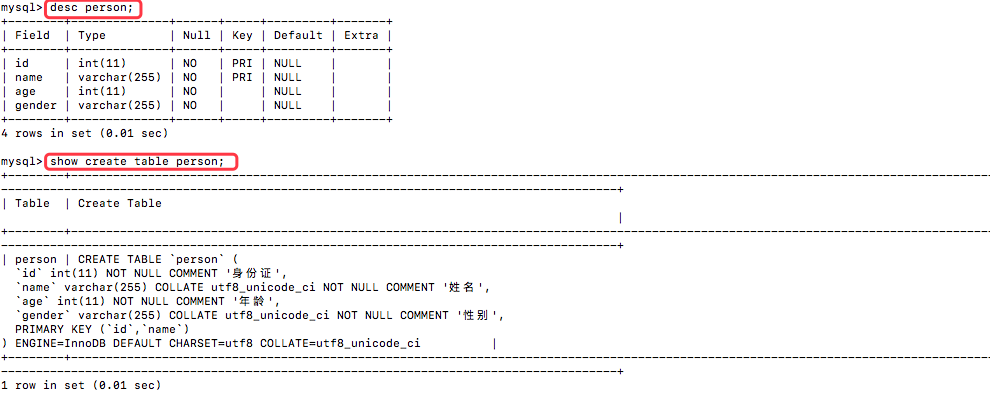 mysql> desc person;
+--------+--------------+------+-----+---------+-------+
| Field  | Type         | Null | Key | Default | Extra |
+--------+--------------+------+-----+---------+-------+
| id     | int(11)      | NO   | PRI | NULL    |       |
| name   | varchar(255) | NO   | PRI | NULL    |       |
| age    | int(11)      | NO   |     | NULL    |       |
| gender | varchar(255) | NO   |     | NULL    |       |
+--------+--------------+------+-----+---------+-------+
4 rows in set (0.01 sec)
mysql> show create table person;
| Table  | Create Table
|
| person | CREATE TABLE `person` (
`id` int(11) NOT NULL COMMENT '身份证',
`name` varchar(255) COLLATE utf8_unicode_ci NOT NULL COMMENT '姓名',
`age` int(11) NOT NULL COMMENT '年龄',
`gender` varchar(255) COLLATE utf8_unicode_ci NOT NULL COMMENT '性别',
PRIMARY KEY (`id`,`name`)
) ENGINE=InnoDB DEFAULT CHARSET=utf8 COLLATE=utf8_unicode_ci |
1 row in set (0.01 sec)